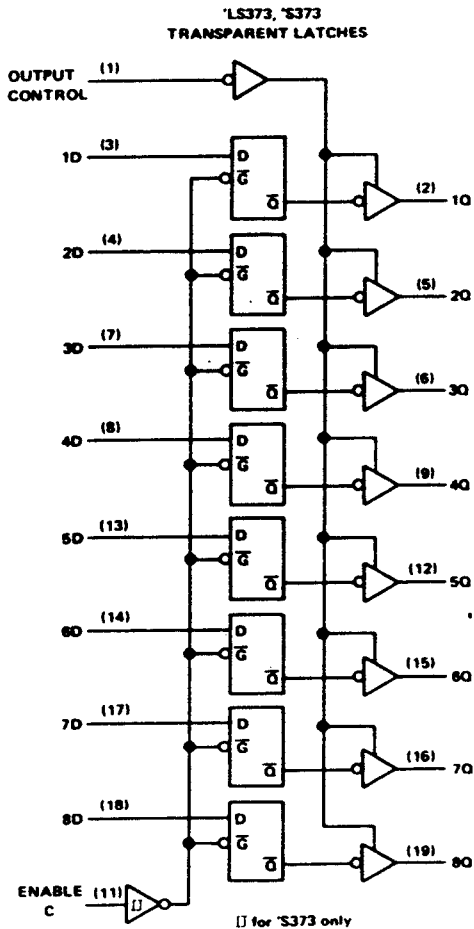 'LS373, 'S373
TRANSPARENT LATCHES
OUTPUT CONTROL (1)
1D (3) D
G̅
Q̅ (2) 1Q
2D (4) D
G̅
Q̅ (5) 2Q
3D (7) D
G̅
Q̅ (6) 3Q
4D (8) D
G̅
Q̅ (9) 4Q
5D (13) D
G̅
Q̅ (12) 5Q
6D (14) D
G̅
Q̅ (15) 6Q
7D (17) D
G̅
Q̅ (16) 7Q
8D (18) D
G̅
Q̅ (19) 8Q
ENABLE C (11)
for 'S373 only